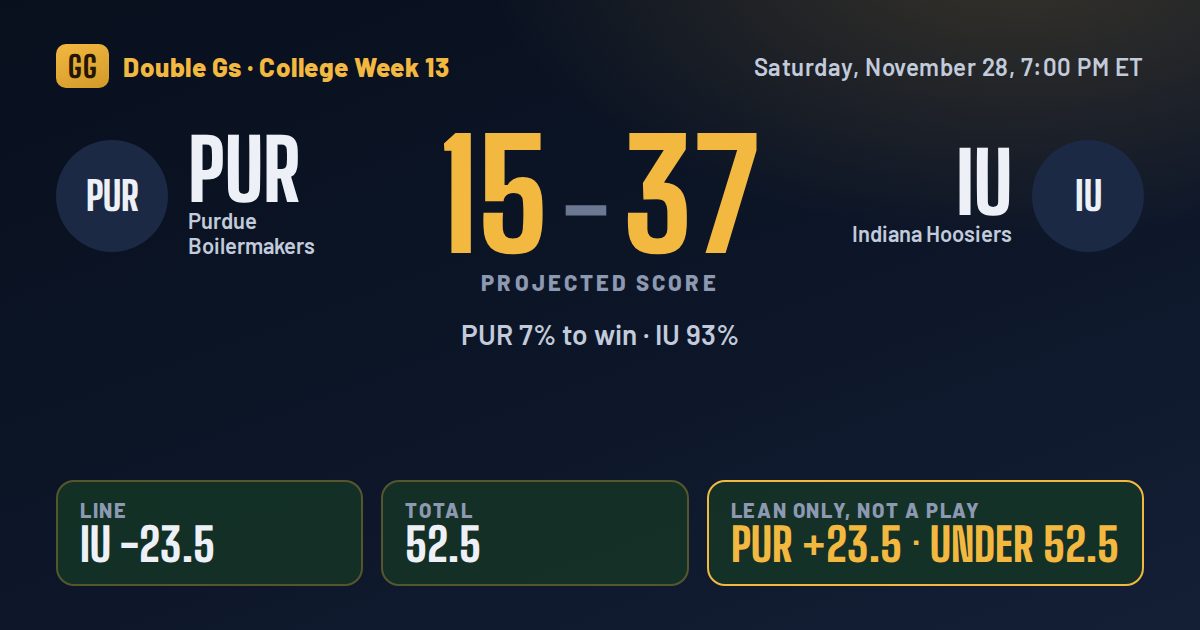 GG Double Gs · College Week 13
Saturday, November 28, 7:00 PM ET
PUR
PUR
Purdue
Boilermakers
15 – 37
PROJECTED SCORE
PUR 7% to win · IU 93%
IU
Indiana Hoosiers
IU
LINE
IU −23.5
TOTAL
52.5
LEAN ONLY, NOT A PLAY
PUR +23.5 · UNDER 52.5